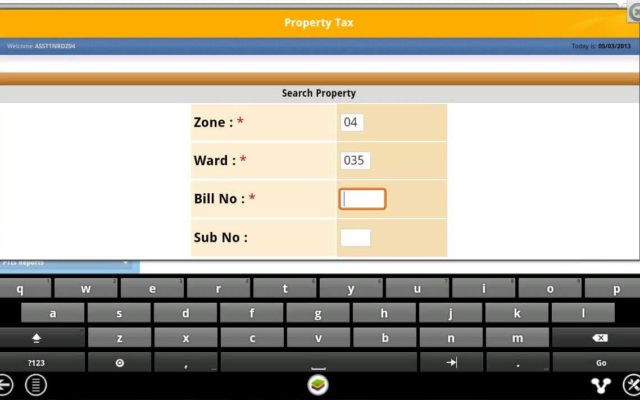 Property Tax
Welcome ASST1NRDZ04 Today is: 05/03/2013
Search Property
Zone : * 04
Ward : * 035
Bill No : *
Sub No :
PTIS Reports
q w e r t y u i o p
a s d f g h j k l
z x c v b n m
?123 , . Go